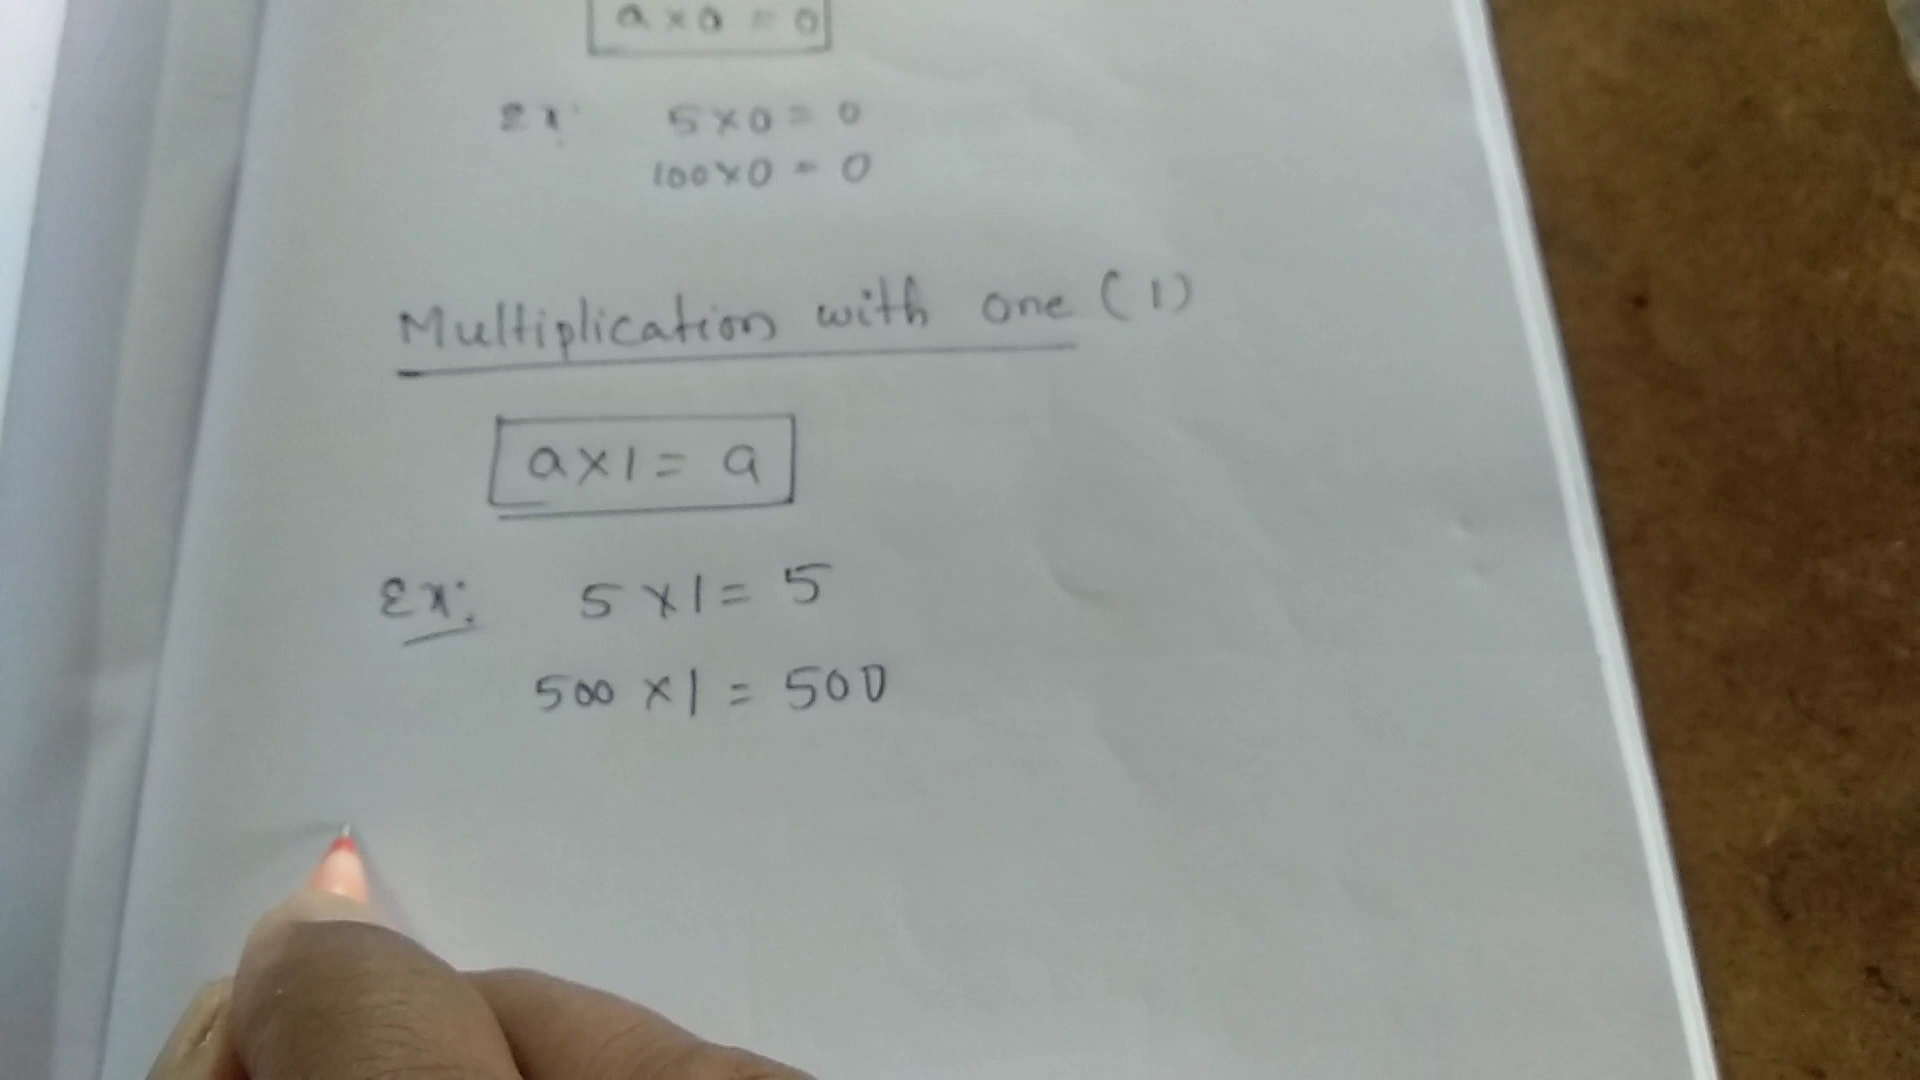 a × 0 = 0
Ex: 5 × 0 = 0
100 × 0 = 0
Multiplication with one (1)
a × 1 = a
Ex: 5 × 1 = 5
500 × 1 = 500